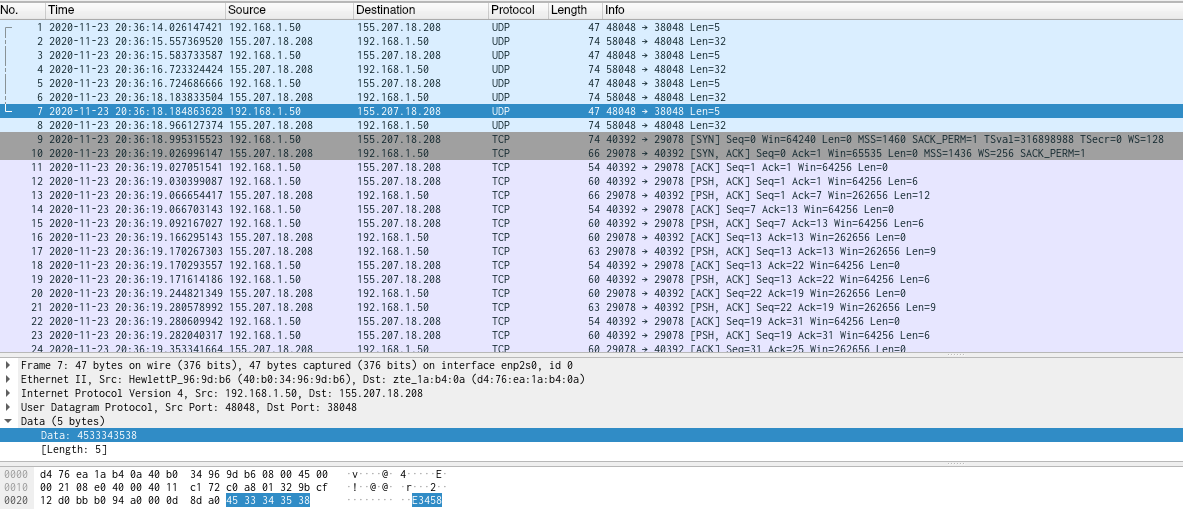 No. Time Source Destination Protocol Length Info
1 2020-11-23 20:36:14.026147421 192.168.1.50 155.207.18.208 UDP 47 48048 → 38048 Len=5
2 2020-11-23 20:36:15.557369520 155.207.18.208 192.168.1.50 UDP 74 58048 → 48048 Len=32
3 2020-11-23 20:36:15.583733587 192.168.1.50 155.207.18.208 UDP 47 48048 → 38048 Len=5
4 2020-11-23 20:36:16.723324424 155.207.18.208 192.168.1.50 UDP 74 58048 → 48048 Len=32
5 2020-11-23 20:36:16.724686666 192.168.1.50 155.207.18.208 UDP 47 48048 → 38048 Len=5
6 2020-11-23 20:36:18.183833504 155.207.18.208 192.168.1.50 UDP 74 58048 → 48048 Len=32
7 2020-11-23 20:36:18.184863628 192.168.1.50 155.207.18.208 UDP 47 48048 → 38048 Len=5
8 2020-11-23 20:36:18.966127374 155.207.18.208 192.168.1.50 UDP 74 58048 → 48048 Len=32
9 2020-11-23 20:36:18.995315523 192.168.1.50 155.207.18.208 TCP 74 40392 → 29078 [SYN] Seq=0 Win=64240 Len=0 MSS=1460 SACK_PERM=1 TSval=316898988 TSecr=0 WS=128
10 2020-11-23 20:36:19.026996147 155.207.18.208 192.168.1.50 TCP 66 29078 → 40392 [SYN, ACK] Seq=0 Ack=1 Win=65535 Len=0 MSS=1436 WS=256 SACK_PERM=1
11 2020-11-23 20:36:19.027051541 192.168.1.50 155.207.18.208 TCP 54 40392 → 29078 [ACK] Seq=1 Ack=1 Win=64256 Len=0
12 2020-11-23 20:36:19.030399087 192.168.1.50 155.207.18.208 TCP 60 40392 → 29078 [PSH, ACK] Seq=1 Ack=1 Win=64256 Len=6
13 2020-11-23 20:36:19.066654417 155.207.18.208 192.168.1.50 TCP 66 29078 → 40392 [PSH, ACK] Seq=1 Ack=7 Win=262656 Len=12
14 2020-11-23 20:36:19.066703143 192.168.1.50 155.207.18.208 TCP 54 40392 → 29078 [ACK] Seq=7 Ack=13 Win=64256 Len=0
15 2020-11-23 20:36:19.092167027 192.168.1.50 155.207.18.208 TCP 60 40392 → 29078 [PSH, ACK] Seq=7 Ack=13 Win=64256 Len=6
16 2020-11-23 20:36:19.166295143 155.207.18.208 192.168.1.50 TCP 60 29078 → 40392 [ACK] Seq=13 Ack=13 Win=262656 Len=0
17 2020-11-23 20:36:19.170267303 155.207.18.208 192.168.1.50 TCP 63 29078 → 40392 [PSH, ACK] Seq=13 Ack=13 Win=262656 Len=9
18 2020-11-23 20:36:19.170293557 192.168.1.50 155.207.18.208 TCP 54 40392 → 29078 [ACK] Seq=13 Ack=22 Win=64256 Len=0
19 2020-11-23 20:36:19.171614186 192.168.1.50 155.207.18.208 TCP 60 40392 → 29078 [PSH, ACK] Seq=13 Ack=22 Win=64256 Len=6
20 2020-11-23 20:36:19.244821349 155.207.18.208 192.168.1.50 TCP 60 29078 → 40392 [ACK] Seq=22 Ack=19 Win=262656 Len=0
21 2020-11-23 20:36:19.280578992 155.207.18.208 192.168.1.50 TCP 63 29078 → 40392 [PSH, ACK] Seq=22 Ack=19 Win=262656 Len=9
22 2020-11-23 20:36:19.280609942 192.168.1.50 155.207.18.208 TCP 54 40392 → 29078 [ACK] Seq=19 Ack=31 Win=64256 Len=0
23 2020-11-23 20:36:19.282040317 192.168.1.50 155.207.18.208 TCP 60 40392 → 29078 [PSH, ACK] Seq=19 Ack=31 Win=64256 Len=6
24 2020-11-23 20:36:19.353341664 155.207.18.208 192.168.1.50 TCP 60 29078 → 40392 [ACK] Seq=31 Ack=25 Win=262656 Len=0
Frame 7: 47 bytes on wire (376 bits), 47 bytes captured (376 bits) on interface enp2s0, id 0
Ethernet II, Src: HewlettP_96:9d:b6 (40:b0:34:96:9d:b6), Dst: zte_1a:b4:0a (d4:76:ea:1a:b4:0a)
Internet Protocol Version 4, Src: 192.168.1.50, Dst: 155.207.18.208
User Datagram Protocol, Src Port: 48048, Dst Port: 38048
Data (5 bytes)
Data: 4533343538
[Length: 5]
0000 d4 76 ea 1a b4 0a 40 b0 34 96 9d b6 08 00 45 00 ·v····@· 4·····E·
0010 00 21 08 e0 40 00 40 11 c1 72 c0 a8 01 32 9b cf ·!··@·@· ·r···2··
0020 12 d0 bb b0 94 a0 00 0d 8d a0 45 33 34 35 38 ········ ··E3458